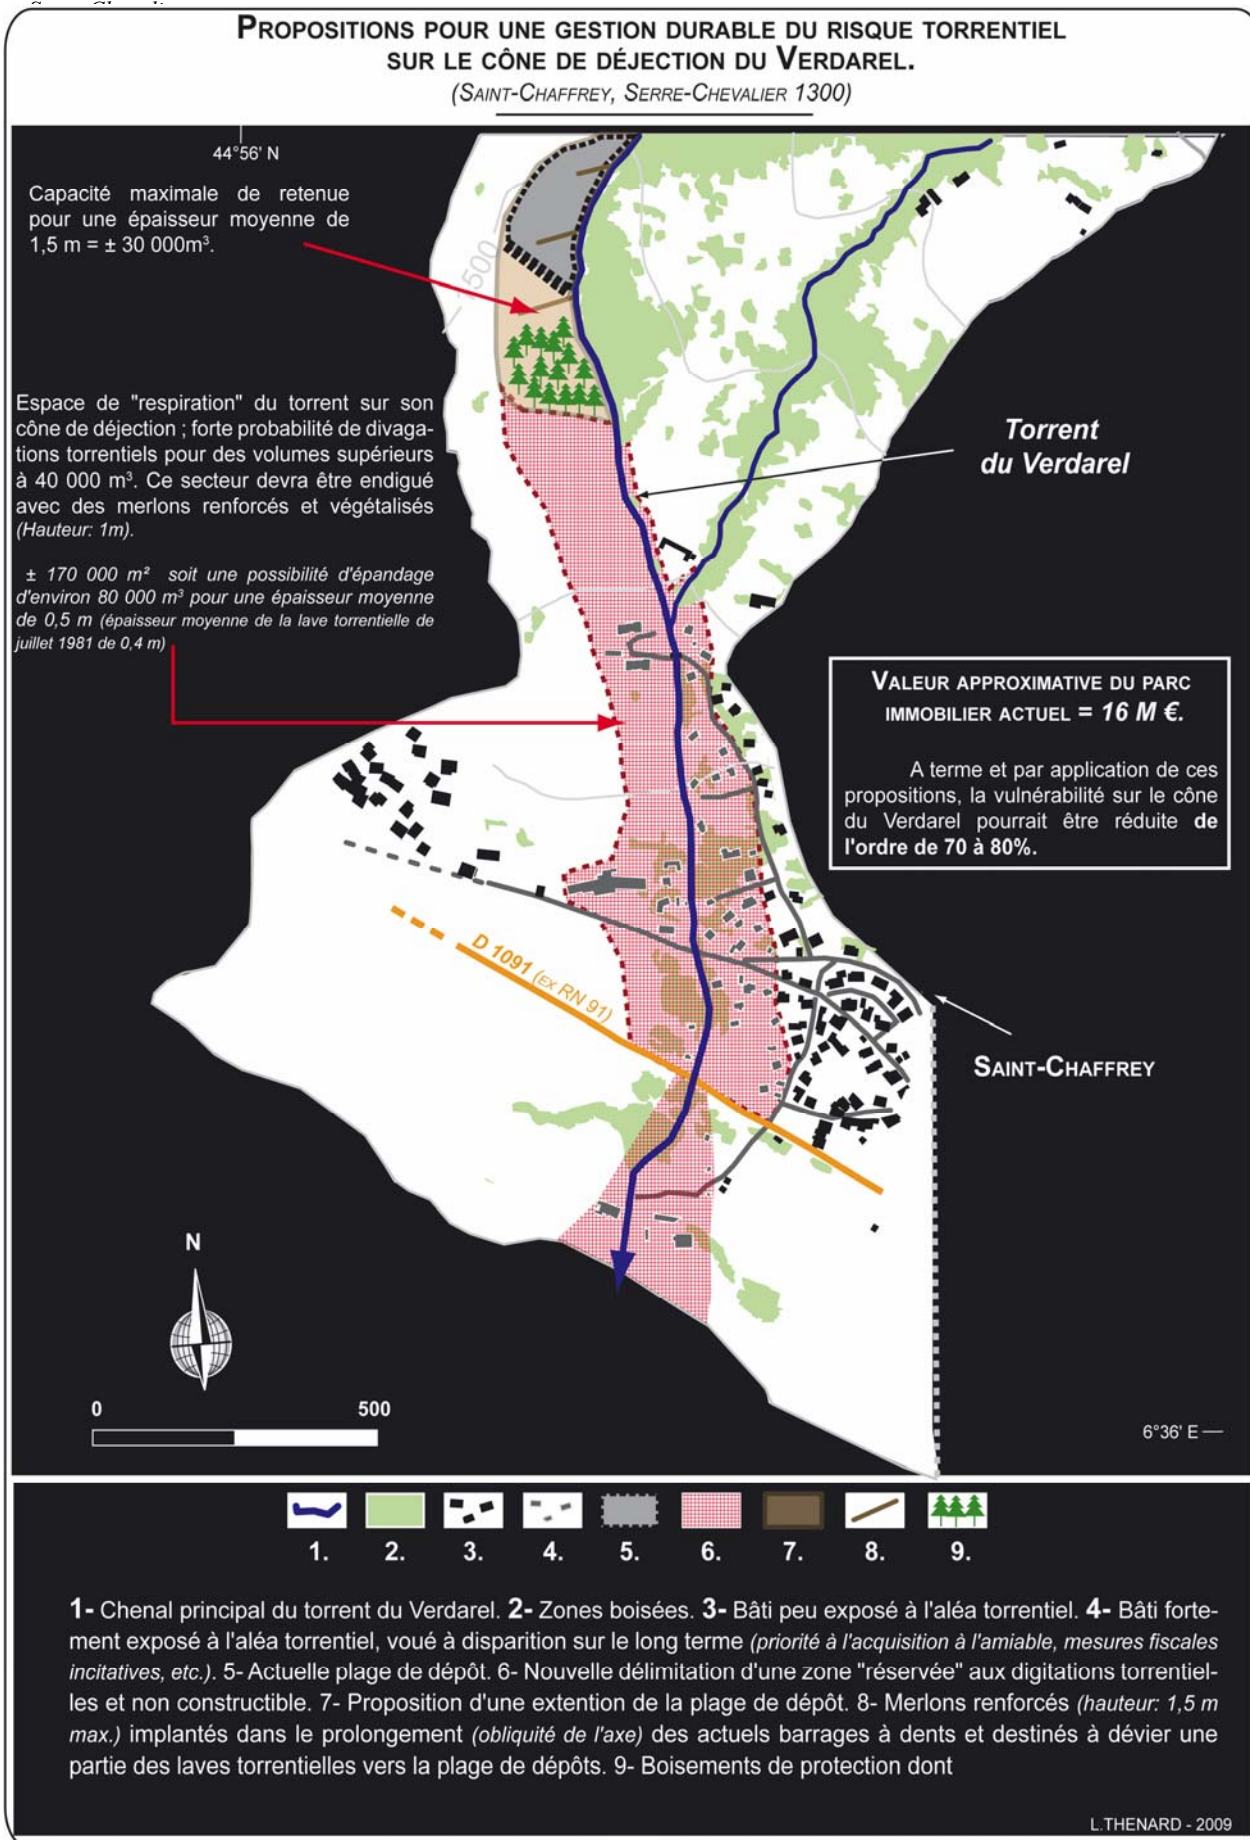 PROPOSITIONS POUR UNE GESTION DURABLE DU RISQUE TORRENTIEL
SUR LE CÔNE DE DÉJECTION DU VERDAREL.
(SAINT-CHAFFREY, SERRE-CHEVALIER 1300)
44°56' N
Capacité maximale de retenue
pour une épaisseur moyenne de
1,5 m = ± 30 000m³.
1500
Espace de "respiration" du torrent sur son
cône de déjection ; forte probabilité de divaga-
tions torrentiels pour des volumes supérieurs
à 40 000 m³. Ce secteur devra être endigué
avec des merlons renforcés et végétalisés
(Hauteur: 1m).
± 170 000 m² soit une possibilité d'épandage
d'environ 80 000 m³ pour une épaisseur moyenne
de 0,5 m (épaisseur moyenne de la lave torrentielle de
juillet 1981 de 0,4 m)
Torrent
du Verdarel
VALEUR APPROXIMATIVE DU PARC
IMMOBILIER ACTUEL = 16 M €.
A terme et par application de ces
propositions, la vulnérabilité sur le cône
du Verdarel pourrait être réduite de
l'ordre de 70 à 80%.
D 1091 (EX RN 91)
SAINT-CHAFFREY
N
0 500
6°36' E
1. 2. 3. 4. 5. 6. 7. 8. 9.
1- Chenal principal du torrent du Verdarel. 2- Zones boisées. 3- Bâti peu exposé à l'aléa torrentiel. 4- Bâti forte-
ment exposé à l'aléa torrentiel, voué à disparition sur le long terme (priorité à l'acquisition à l'amiable, mesures fiscales
incitatives, etc.). 5- Actuelle plage de dépôt. 6- Nouvelle délimitation d'une zone "réservée" aux digitations torrentiel-
les et non constructible. 7- Proposition d'une extention de la plage de dépôt. 8- Merlons renforcés (hauteur: 1,5 m
max.) implantés dans le prolongement (obliquité de l'axe) des actuels barrages à dents et destinés à dévier une
partie des laves torrentielles vers la plage de dépôts. 9- Boisements de protection dont
L.THENARD - 2009